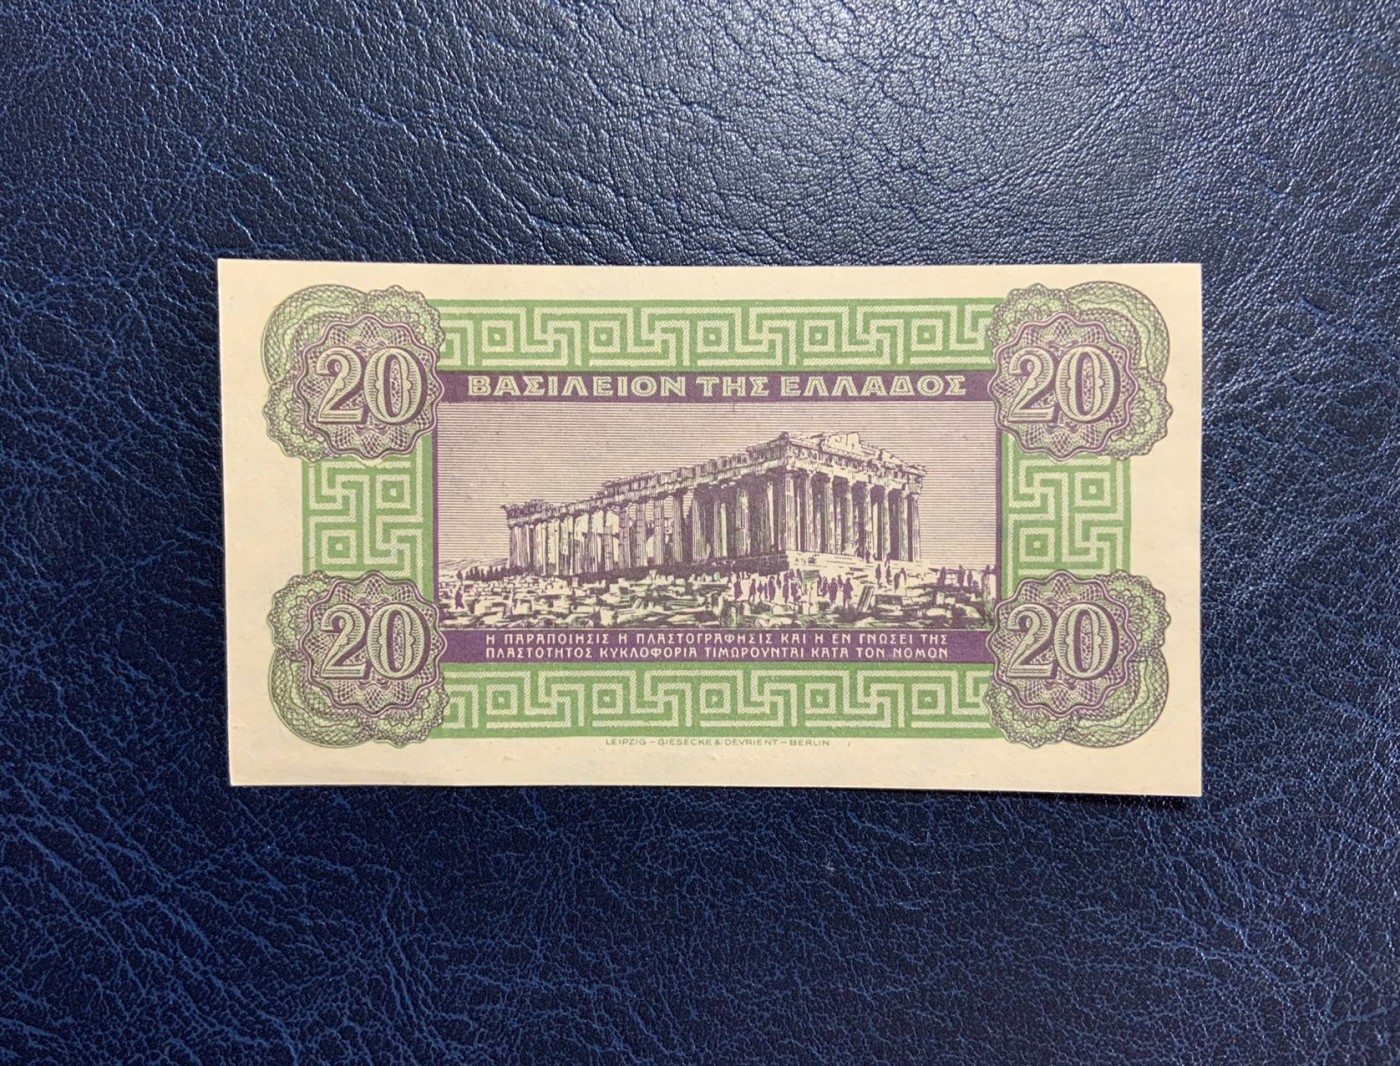 20 20
ΒΑΣΙΛΕΙΟΝ ΤΗΣ ΕΛΛΑΔΟΣ
20 20
Η ΠΑΡΑΠΟΙΗΣΙΣ Η ΠΛΑΣΤΟΓΡΑΦΗΣΙΣ ΚΑΙ Η ΕΝ ΓΝΩΣΕΙ ΤΗΣ
ΠΛΑΣΤΟΤΗΤΟΣ ΚΥΚΛΟΦΟΡΙΑ ΤΙΜΩΡΟΥΝΤΑΙ ΚΑΤΑ ΤΟΝ ΝΟΜΟΝ
LEIPZIG – GIESECKE & DEVRIENT – BERLIN